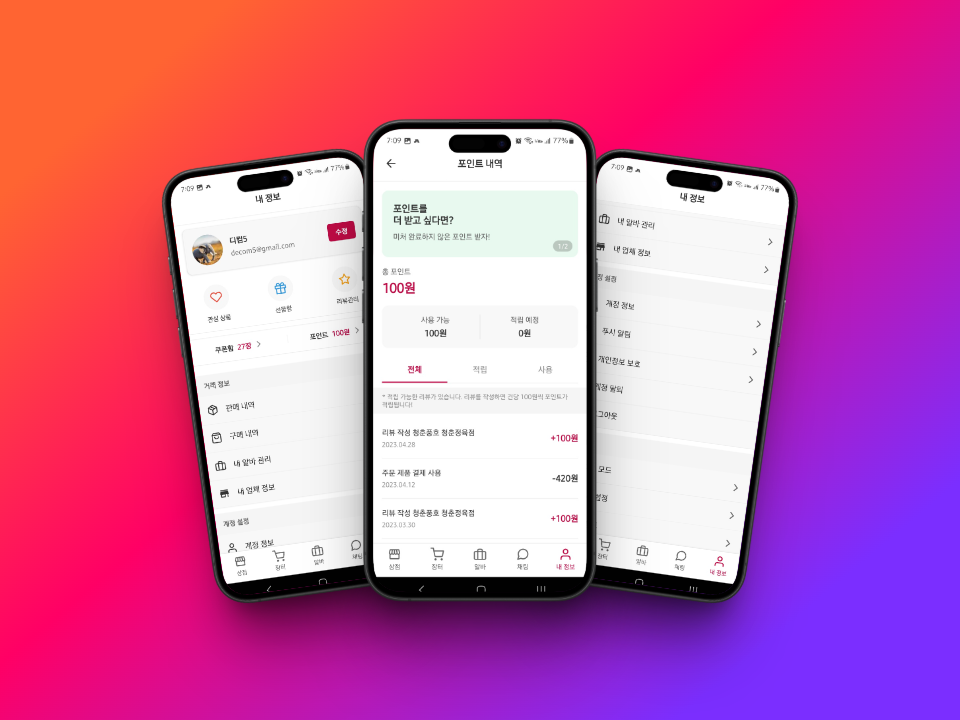 7:09
77%
내 정보
디컴5
decom5@gmail.com
수정
관심 상품
선물함
리뷰관리
쿠폰함 27장
포인트 100원
거래 정보
판매 내역
구매 내역
내 알바 관리
내 업체 정보
계정 설정
계정 정보
상점
장터
알바
채팅
7:09
77%
포인트 내역
포인트를
더 받고 싶다면?
미처 완료하지 않은 포인트 받자!
1/2
총 포인트
100원
사용 가능
100원
적립 예정
0원
전체
적립
사용
* 적립 가능한 리뷰가 있습니다. 리뷰를 작성하면 건당 100원씩 포인트가
적립됩니다!
리뷰 작성 청춘풍호 청춘정육점
2023.04.28
+100원
주문 제품 결제 사용
2023.04.12
-420원
리뷰 작성 청춘풍호 청춘정육점
2023.03.30
+100원
상점
장터
알바
채팅
내 정보
7:09
77%
내 정보
내 알바 관리
내 업체 정보
설정
계정 정보
푸시 알림
개인정보 보호
계정 탈퇴
그아웃
모드
설정
장터
알바
채팅
내 정보